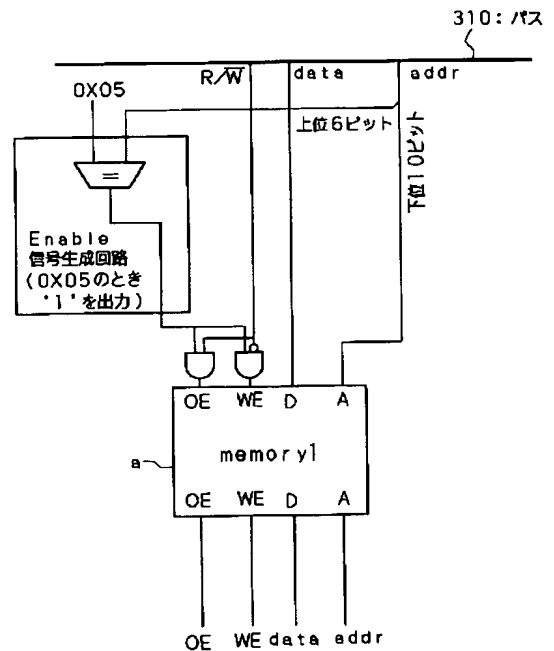 310:バス
R/W̅
data
addr
0X05
上位6ビット
下位10ビット
=
Enable
信号生成回路
(0X05のとき
'1'を出力)
OE WE D A
a
memory1
OE WE D A
OE WE data addr